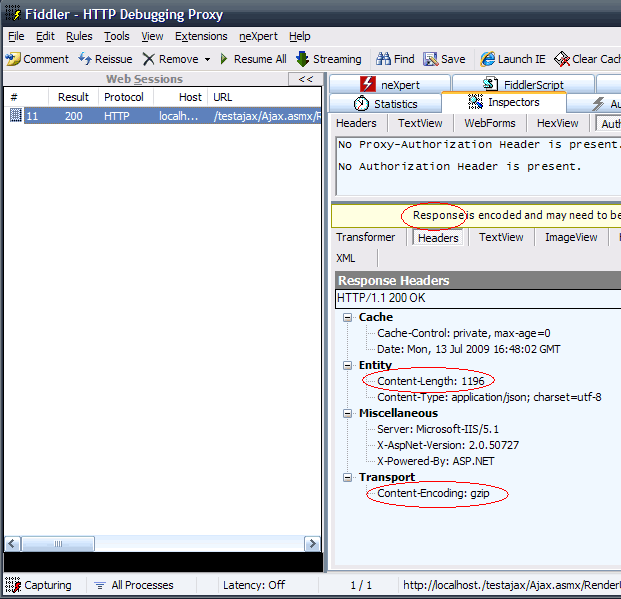 Fiddler - HTTP Debugging Proxy
File Edit Rules Tools View Extensions neXpert Help
Comment Reissue Remove Resume All Streaming Find Save Launch IE Clear Cach
Web Sessions <<
# Result Protocol Host URL
11 200 HTTP localh... /testajax/Ajax.asmx/R
neXpert FiddlerScript
Statistics Inspectors Au
Headers TextView WebForms HexView Auth
No Proxy-Authorization Header is present.
No Authorization Header is present.
Response is encoded and may need to be
Transformer Headers TextView ImageView
XML
Response Headers
HTTP/1.1 200 OK
Cache
Cache-Control: private, max-age=0
Date: Mon, 13 Jul 2009 16:48:02 GMT
Entity
Content-Length: 1196
Content-Type: application/json; charset=utf-8
Miscellaneous
Server: Microsoft-IIS/5.1
X-AspNet-Version: 2.0.50727
X-Powered-By: ASP.NET
Transport
Content-Encoding: gzip
Capturing All Processes Latency: Off 1 / 1 http://localhost./testajax/Ajax.asmx/RenderU